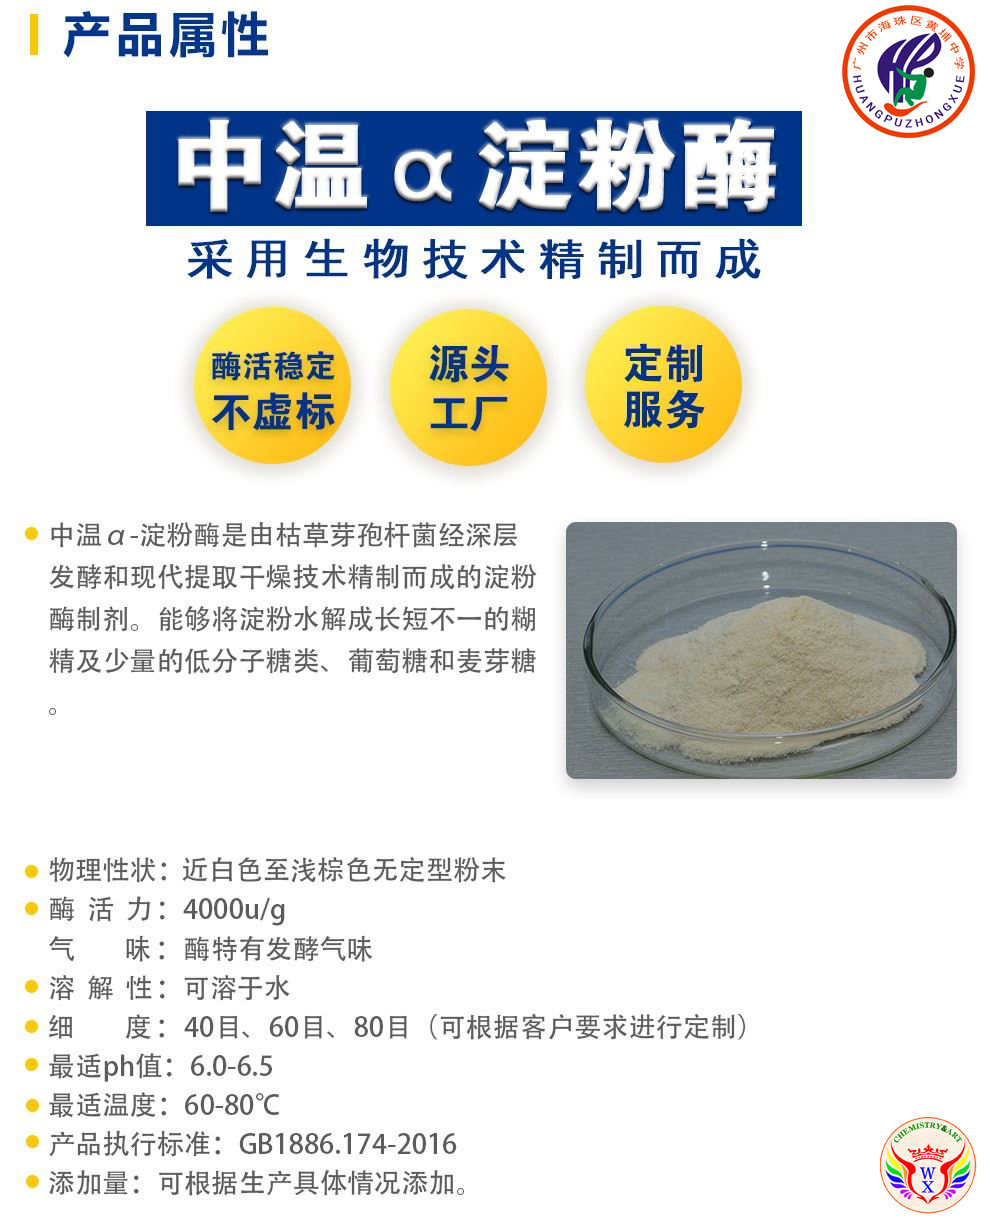 产品属性
广州市海珠区黄埔中学
HUANGPUZHONGXUE
中温α淀粉酶
采用生物技术精制而成
酶活稳定
不虚标
源头
工厂
定制
服务
中温α-淀粉酶是由枯草芽孢杆菌经深层
发酵和现代提取干燥技术精制而成的淀粉
酶制剂。能够将淀粉水解成长短不一的糊
精及少量的低分子糖类、葡萄糖和麦芽糖
。
物理性状：近白色至浅棕色无定型粉末
酶 活 力：4000u/g
气 味：酶特有发酵气味
溶 解 性：可溶于水
细 度：40目、60目、80目（可根据客户要求进行定制）
最适ph值：6.0-6.5
最适温度：60-80℃
产品执行标准：GB1886.174-2016
添加量：可根据生产具体情况添加。
CHEMISTRY&ART
W
X